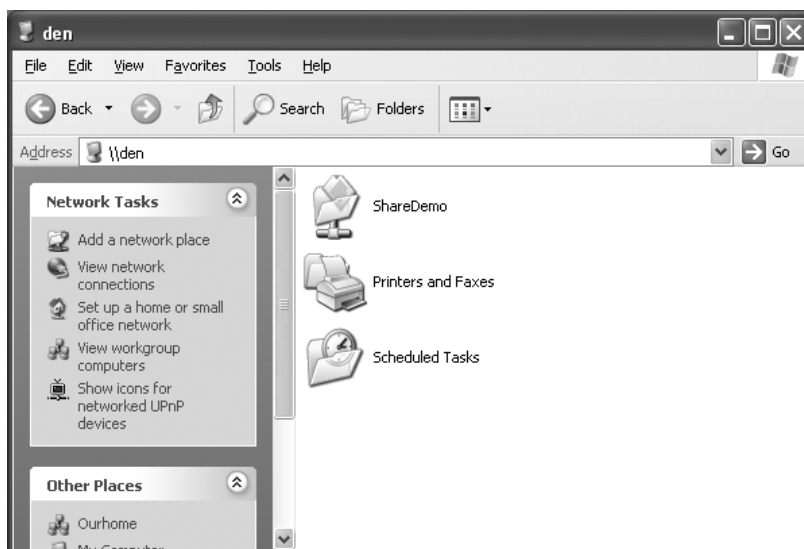 den
File Edit View Favorites Tools Help
Back Search Folders
Address \\den Go
Network Tasks
Add a network place
View network
connections
Set up a home or small
office network
View workgroup
computers
Show icons for
networked UPnP
devices
Other Places
Ourhome
My Computer
ShareDemo
Printers and Faxes
Scheduled Tasks